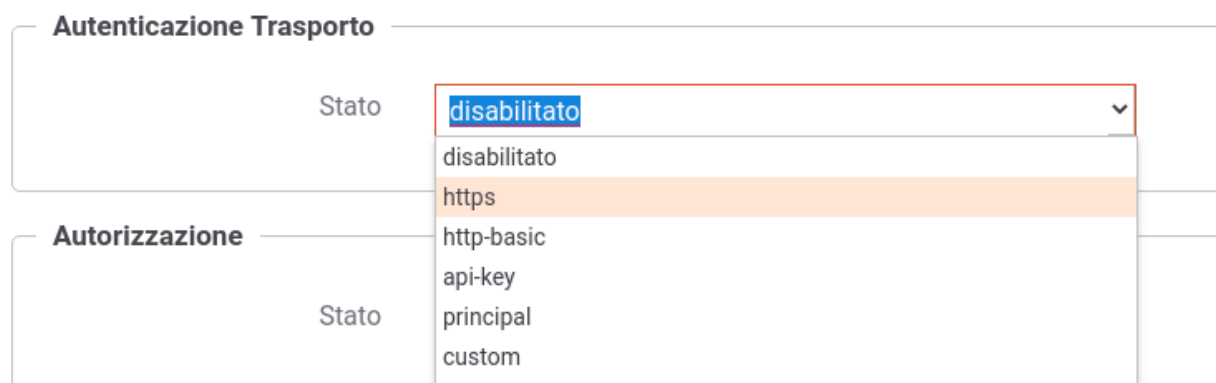 Autenticazione Trasporto
Stato
disabilitato
disabilitato
https
http-basic
api-key
principal
custom
Autorizzazione
Stato